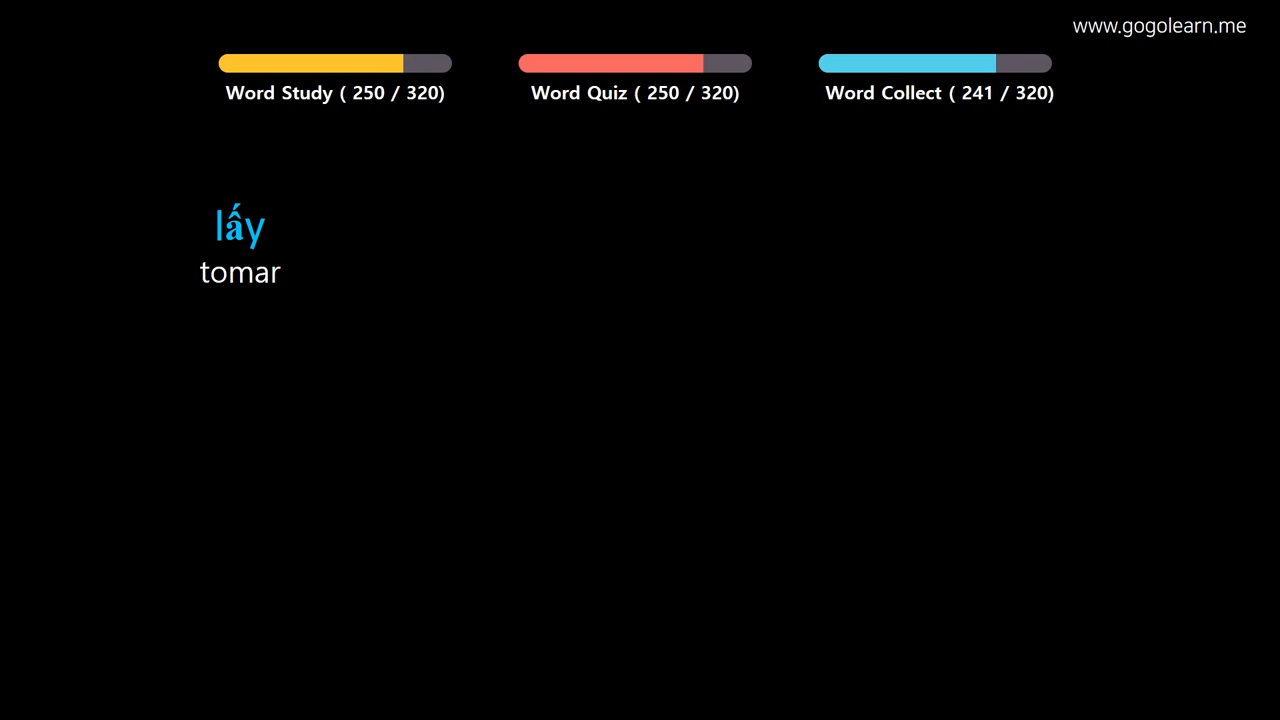 www.gogolearn.me
Word Study ( 250 / 320)
Word Quiz ( 250 / 320)
Word Collect ( 241 / 320)
lấy
tomar